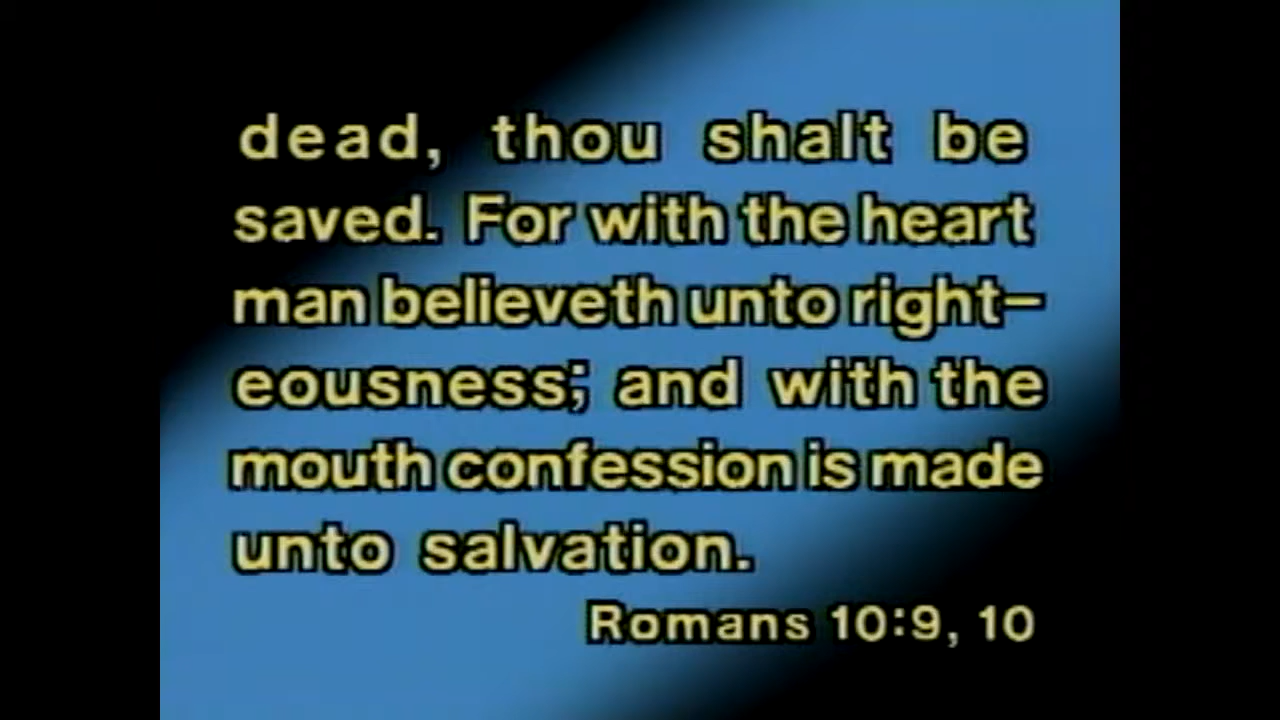 dead, thou shalt be
saved. For with the heart
man believeth unto right-
eousness; and with the
mouth confession is made
unto salvation.
Romans 10:9, 10